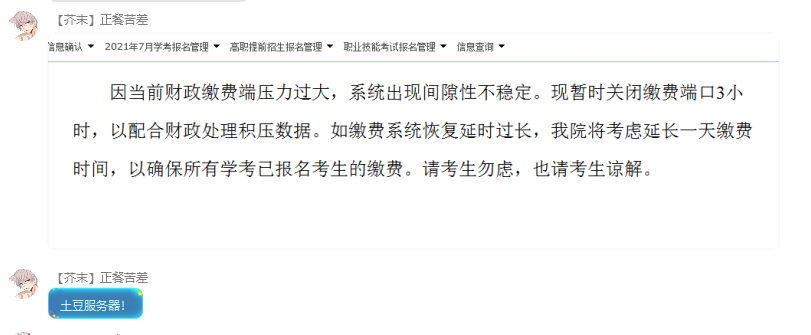 【芥末】正餐苦差
信息确认 2021年7月学考报名管理 高职提前招生报名管理 职业技能考试报名管理 信息查询
因当前财政缴费端压力过大，系统出现间隙性不稳定。现暂时关闭缴费端口3小
时，以配合财政处理积压数据。如缴费系统恢复延时过长，我院将考虑延长一天缴费
时间，以确保所有学考已报名考生的缴费。请考生勿虑，也请考生谅解。
【芥末】正餐苦差
土豆服务器！